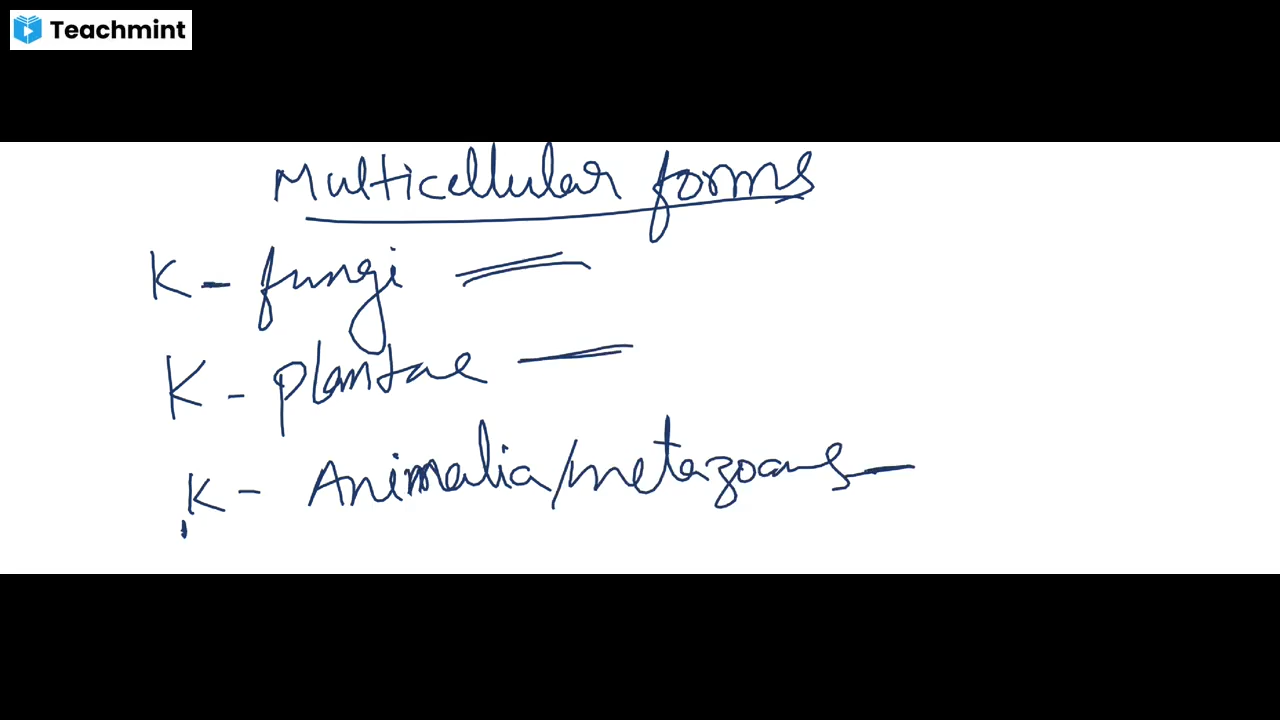 Teachmint
Multicellular forms
K - fungi
K - plantae
K - Animalia/metazoans